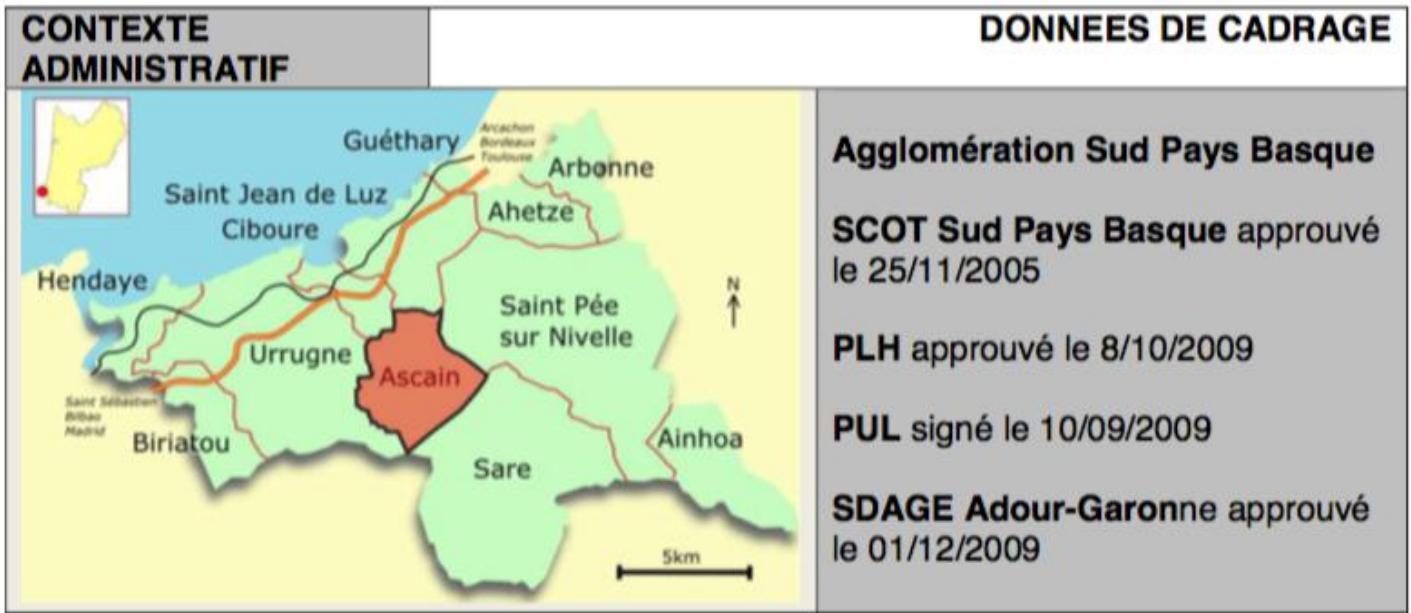 CONTEXTE
ADMINISTRATIF
DONNEES DE CADRAGE
Guéthary
Arcachon
Bordeaux
Toulouse
Arbonne
Saint Jean de Luz
Ciboure
Ahetze
Hendaye
Saint Pée
sur Nivelle
N
Urrugne
Ascain
Saint Sébastien
Bilbao
Madrid
Biriatou
Ainhoa
Sare
5km
Agglomération Sud Pays Basque
SCOT Sud Pays Basque approuvé
le 25/11/2005
PLH approuvé le 8/10/2009
PUL signé le 10/09/2009
SDAGE Adour-Garonne approuvé
le 01/12/2009